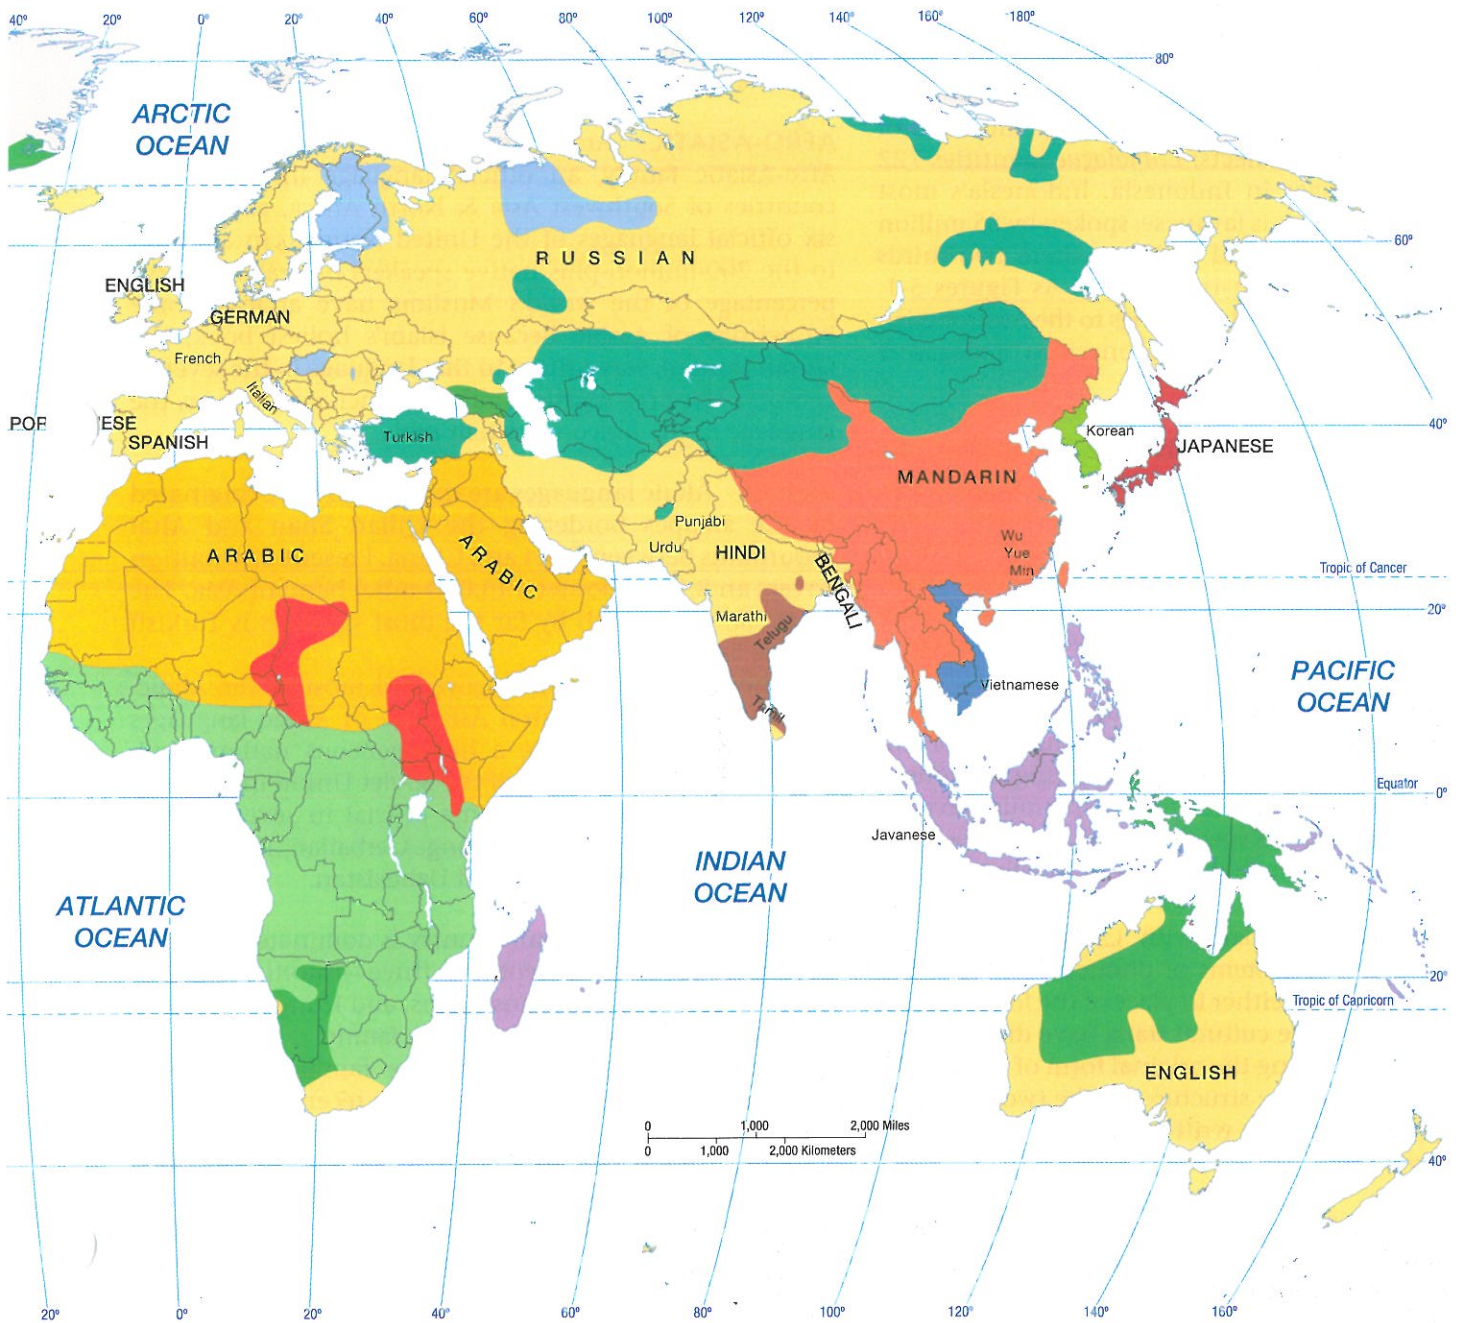 40° 20° 0° 20° 40° 60° 80° 100° 120° 140° 160° -180°
80°
ARCTIC
OCEAN
60°
RUSSIAN
ENGLISH
GERMAN
French
Italian
POR
ESE
SPANISH
Turkish
40°
Korean
JAPANESE
MANDARIN
ARABIC
ARABIC
Punjabi
Urdu
HINDI
BENGALI
Wu
Yue
Min
Tropic of Cancer
20°
Marathi
Telugu
Tamil
Vietnamese
PACIFIC
OCEAN
Equator
0°
Javanese
INDIAN
OCEAN
ATLANTIC
OCEAN
20°
Tropic of Capricorn
ENGLISH
0 1,000 2,000 Miles
0 1,000 2,000 Kilometers
40°
20° 0° 20° 40° 60° 80° 100° 120° 140° 160°